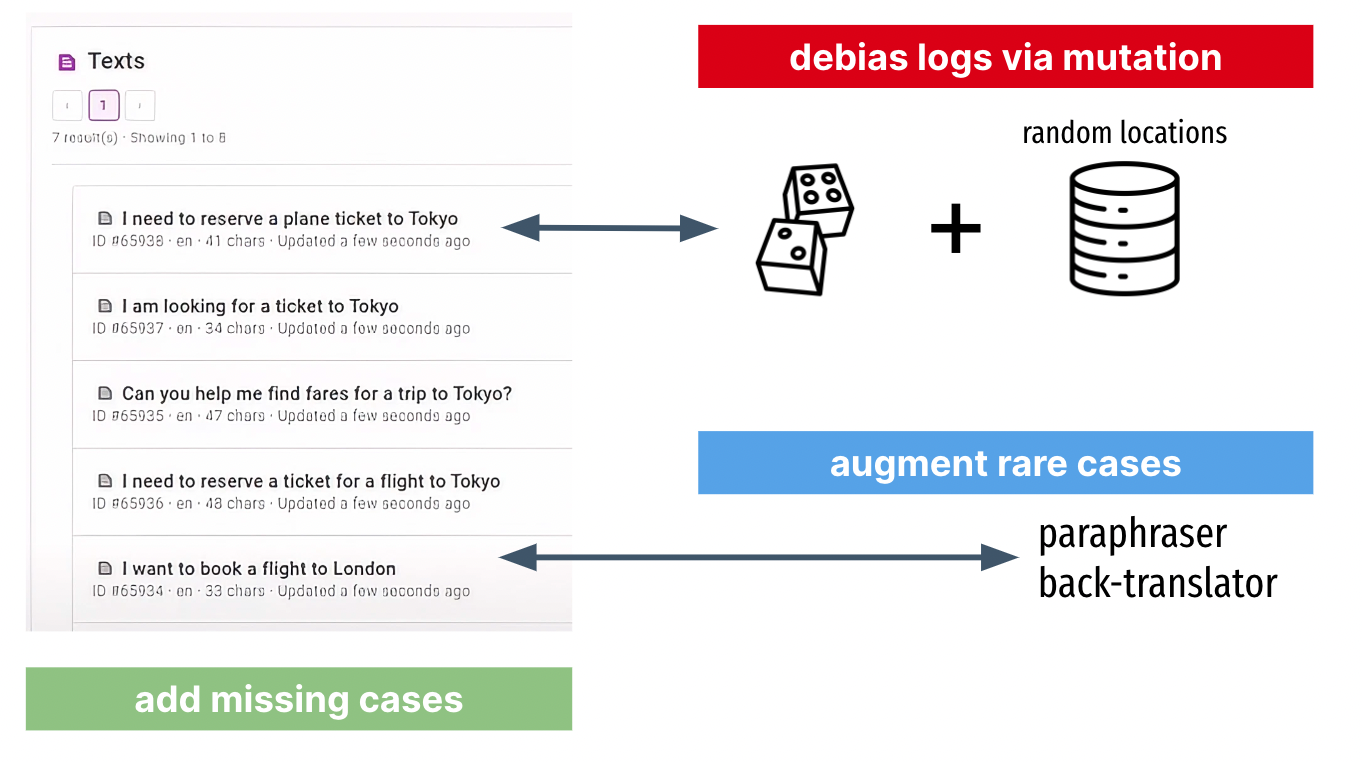 Texts
1
7 result(s) · Showing 1 to 8
I need to reserve a plane ticket to Tokyo
ID #65938 · en · 41 chars · Updated a few seconds ago
I am looking for a ticket to Tokyo
ID #65937 · en · 34 chars · Updated a few seconds ago
Can you help me find fares for a trip to Tokyo?
ID #65935 · en · 47 chars · Updated a few seconds ago
I need to reserve a ticket for a flight to Tokyo
ID #65936 · en · 48 chars · Updated a few seconds ago
I want to book a flight to London
ID #65934 · en · 33 chars · Updated a few seconds ago
add missing cases
debias logs via mutation
random locations
+
augment rare cases
paraphraser
back-translator